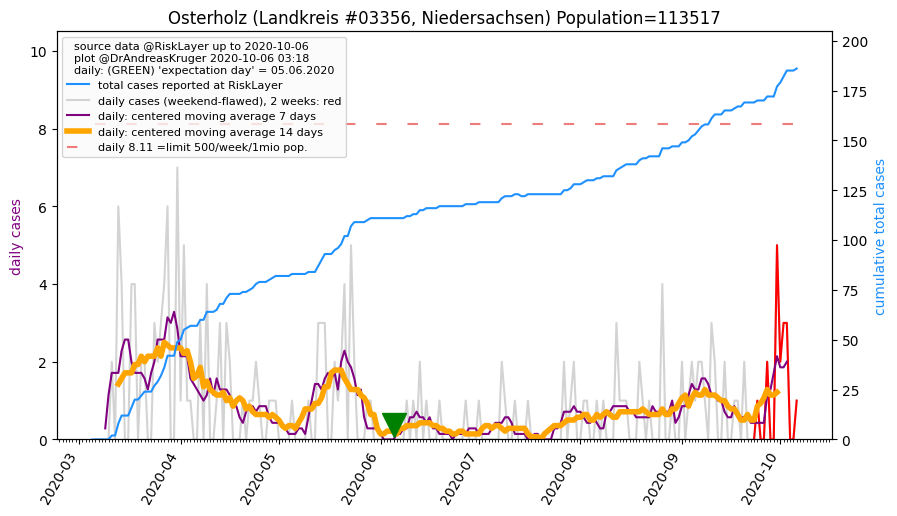 Osterholz (Landkreis #03356, Niedersachsen) Population=113517
source data @RiskLayer up to 2020-10-06
plot @DrAndreasKruger 2020-10-06 03:18
daily: (GREEN) 'expectation day' = 05.06.2020
total cases reported at RiskLayer
daily cases (weekend-flawed), 2 weeks: red
daily: centered moving average 7 days
daily: centered moving average 14 days
daily 8.11 =limit 500/week/1mio pop.
daily cases
10
8
6
4
2
0
cumulative total cases
200
175
150
125
100
75
50
25
0
2020-03
2020-04
2020-05
2020-06
2020-07
2020-08
2020-09
2020-10